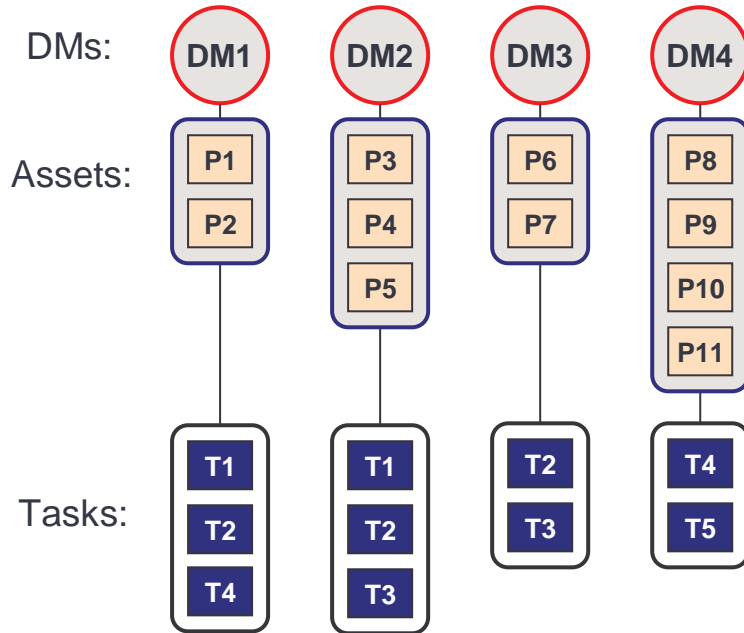 DMs: DM1 DM2 DM3 DM4
Assets: P1 P3 P6 P8
P2 P4 P7 P9
P5 P10
P11
T1 T1 T2 T4
Tasks: T2 T2 T3 T5
T4 T3